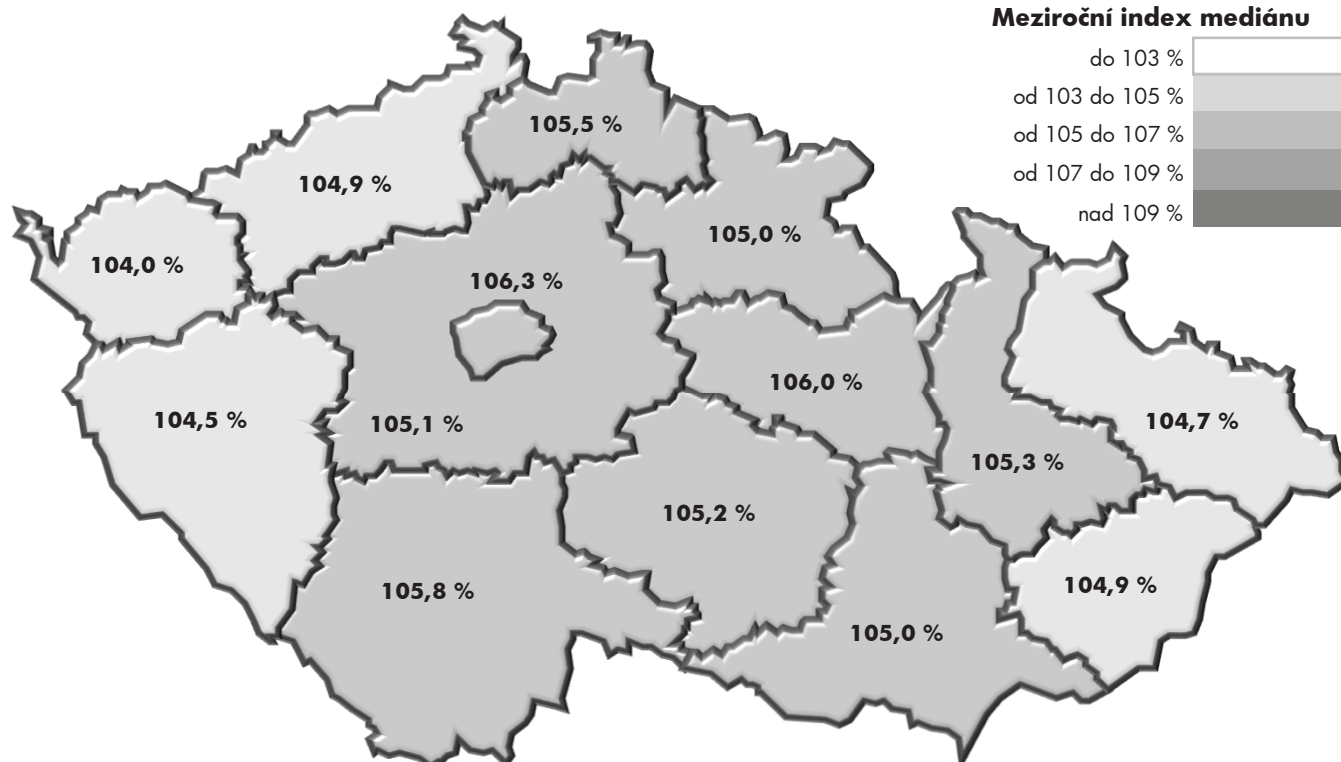 Meziroční index mediánu
do 103 %
od 103 do 105 %
od 105 do 107 %
od 107 do 109 %
nad 109 %
105,5 %
104,9 %
105,0 %
104,0 %
106,3 %
106,0 %
104,5 %
105,1 %
104,7 %
105,3 %
105,2 %
105,8 %
104,9 %
105,0 %